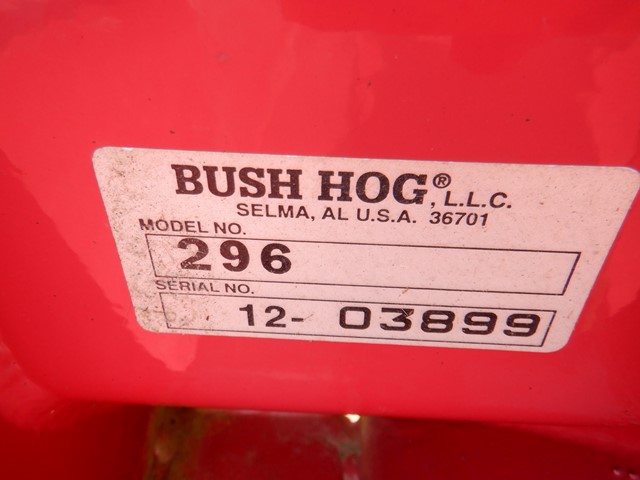 BUSH HOG®, L.L.C.
SELMA, AL U.S.A. 36701
MODEL NO.
296
SERIAL NO.
12- 03899